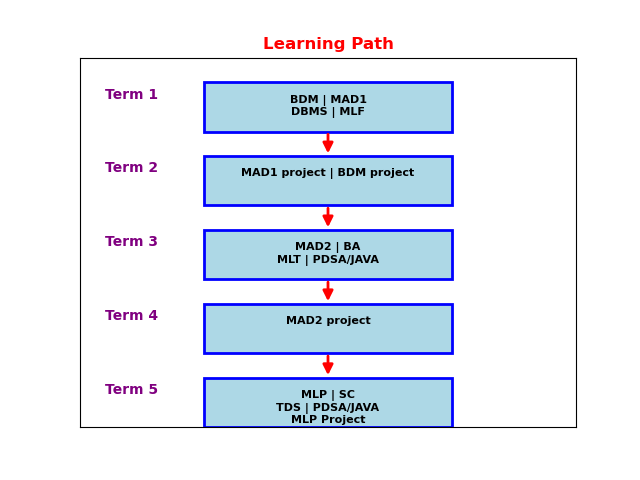 Learning Path
Term 1
BDM | MAD1
DBMS | MLF
Term 2
MAD1 project | BDM project
Term 3
MAD2 | BA
MLT | PDSA/JAVA
Term 4
MAD2 project
Term 5
MLP | SC
TDS | PDSA/JAVA
MLP Project